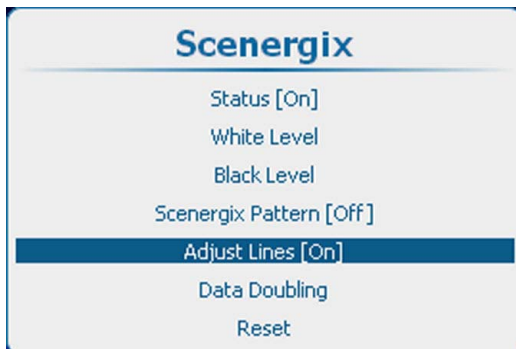 Scenergix
Status [On]
White Level
Black Level
Scenergix Pattern [Off]
Adjust Lines [On]
Data Doubling
Reset